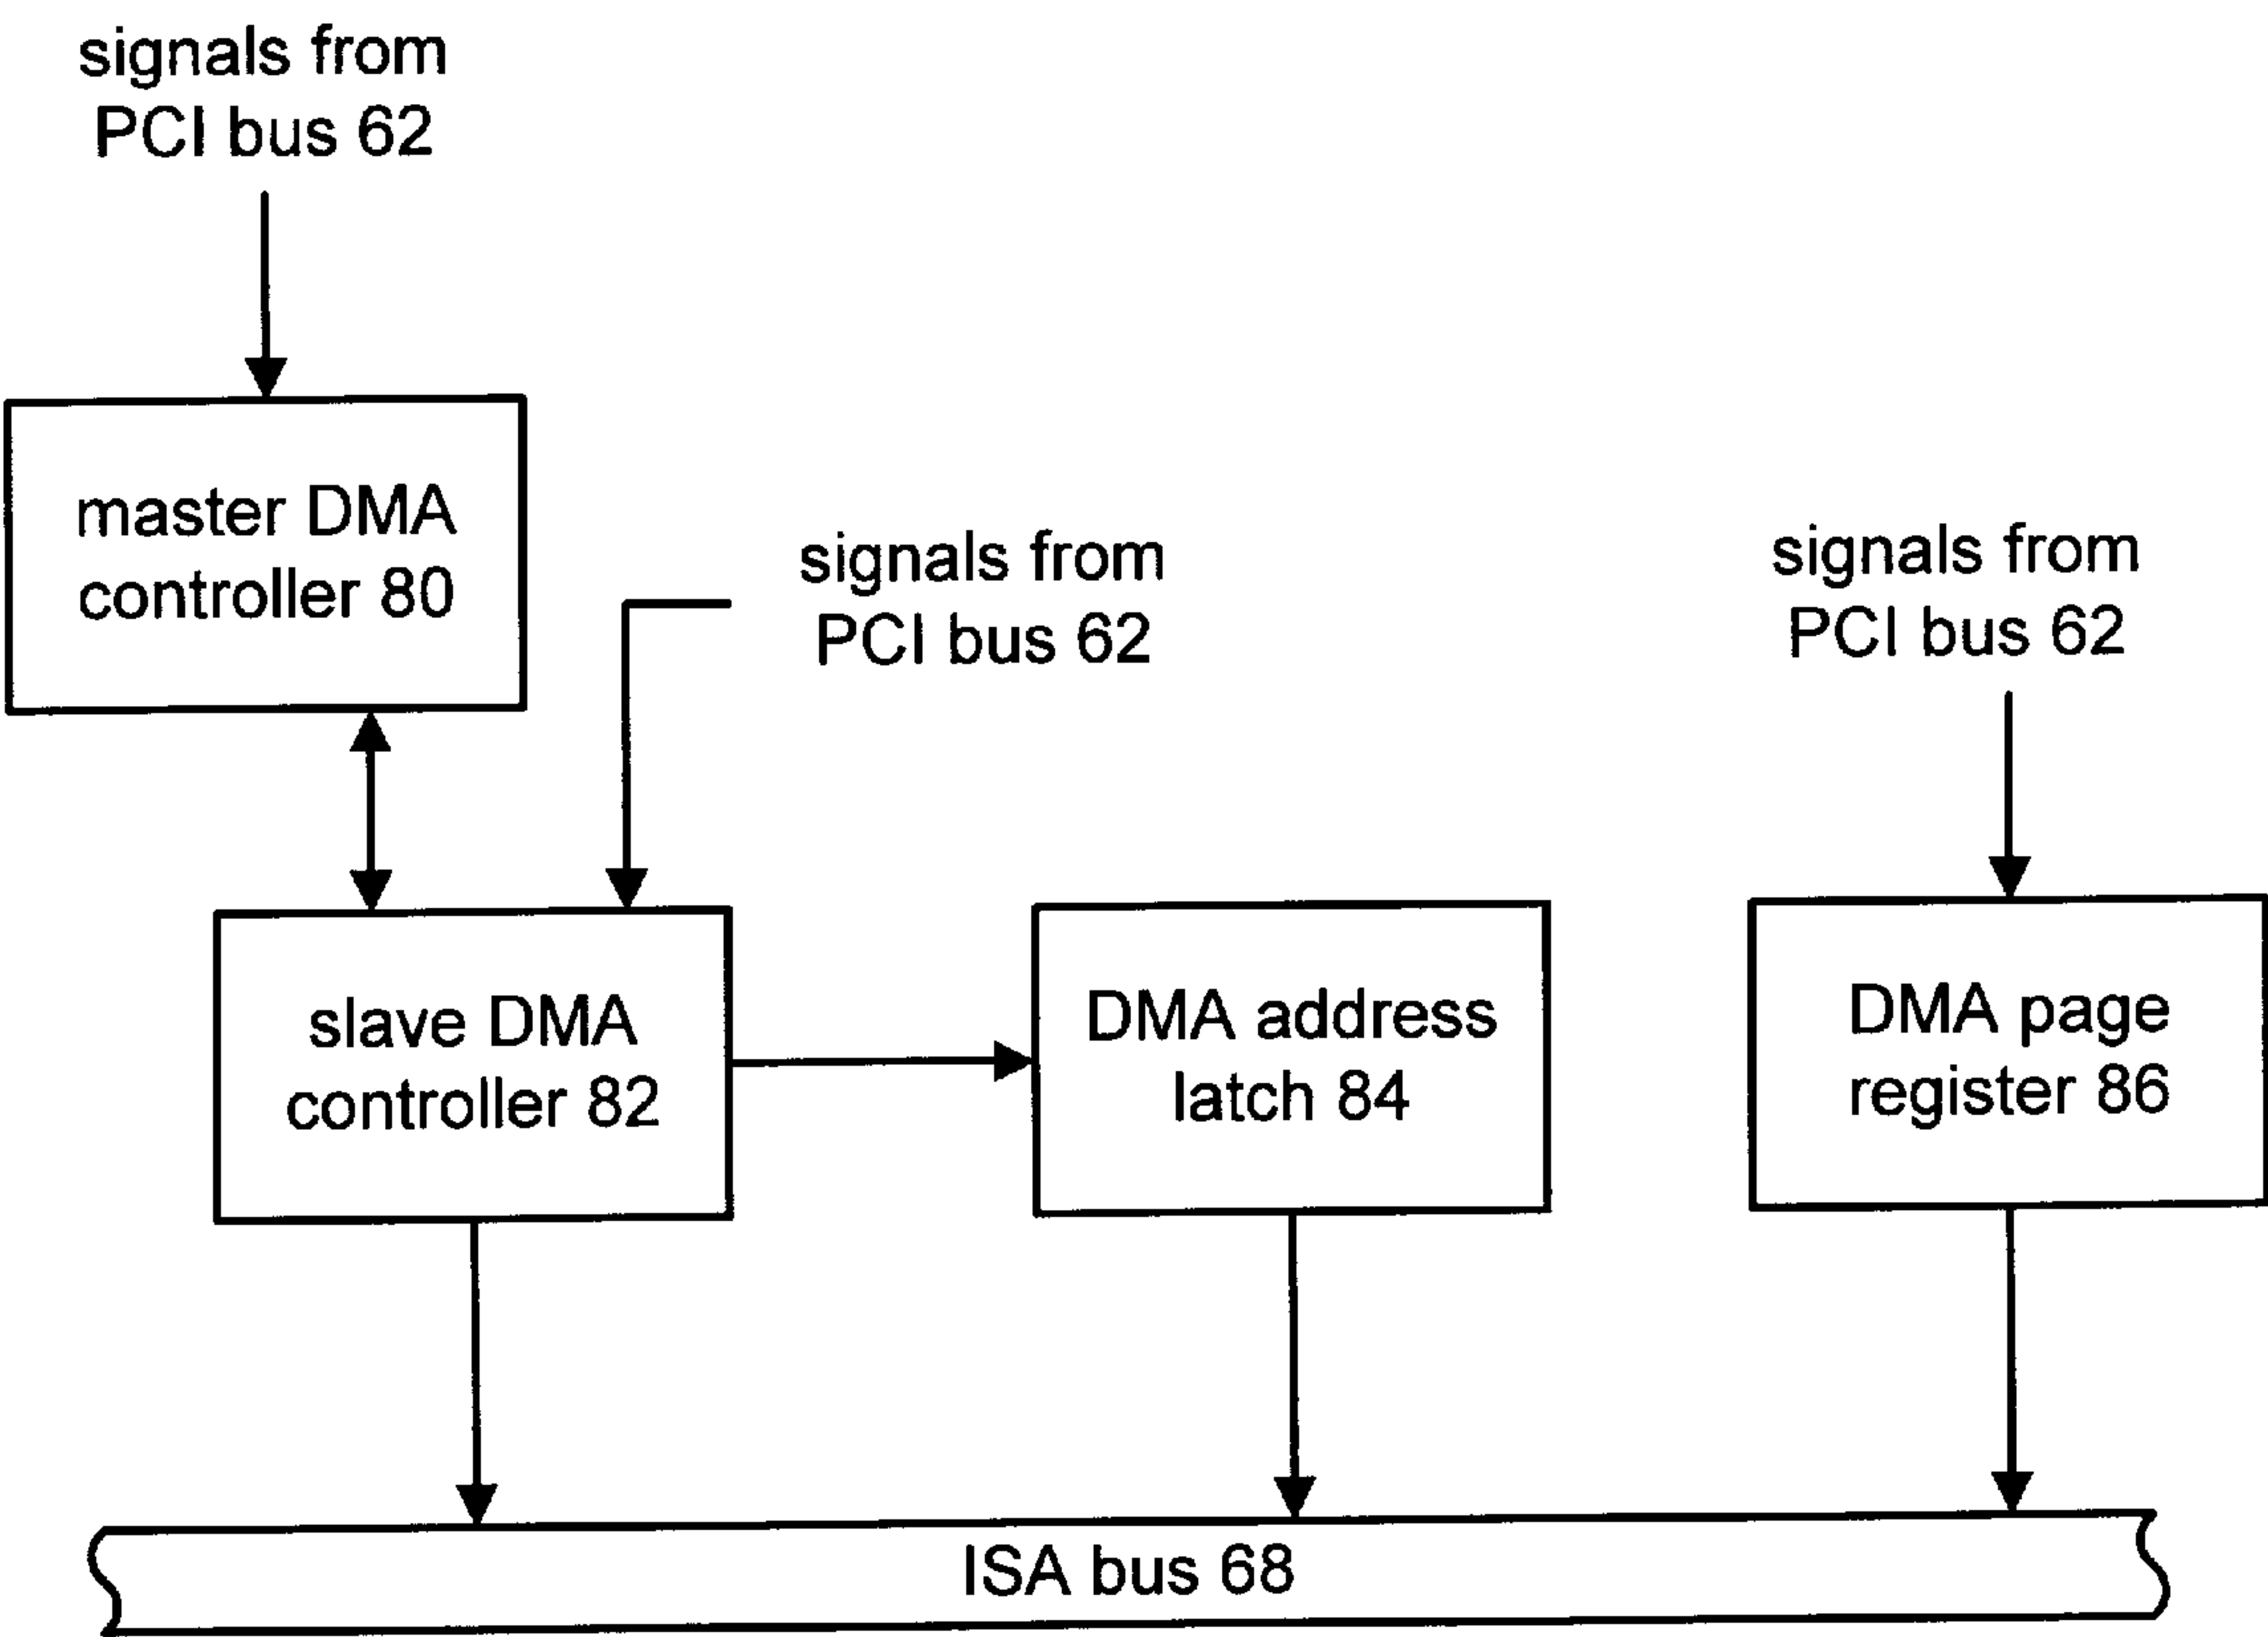 signals from
PCI bus 62
master DMA
controller 80
signals from
PCI bus 62
signals from
PCI bus 62
slave DMA
controller 82
DMA address
latch 84
DMA page
register 86
ISA bus 68